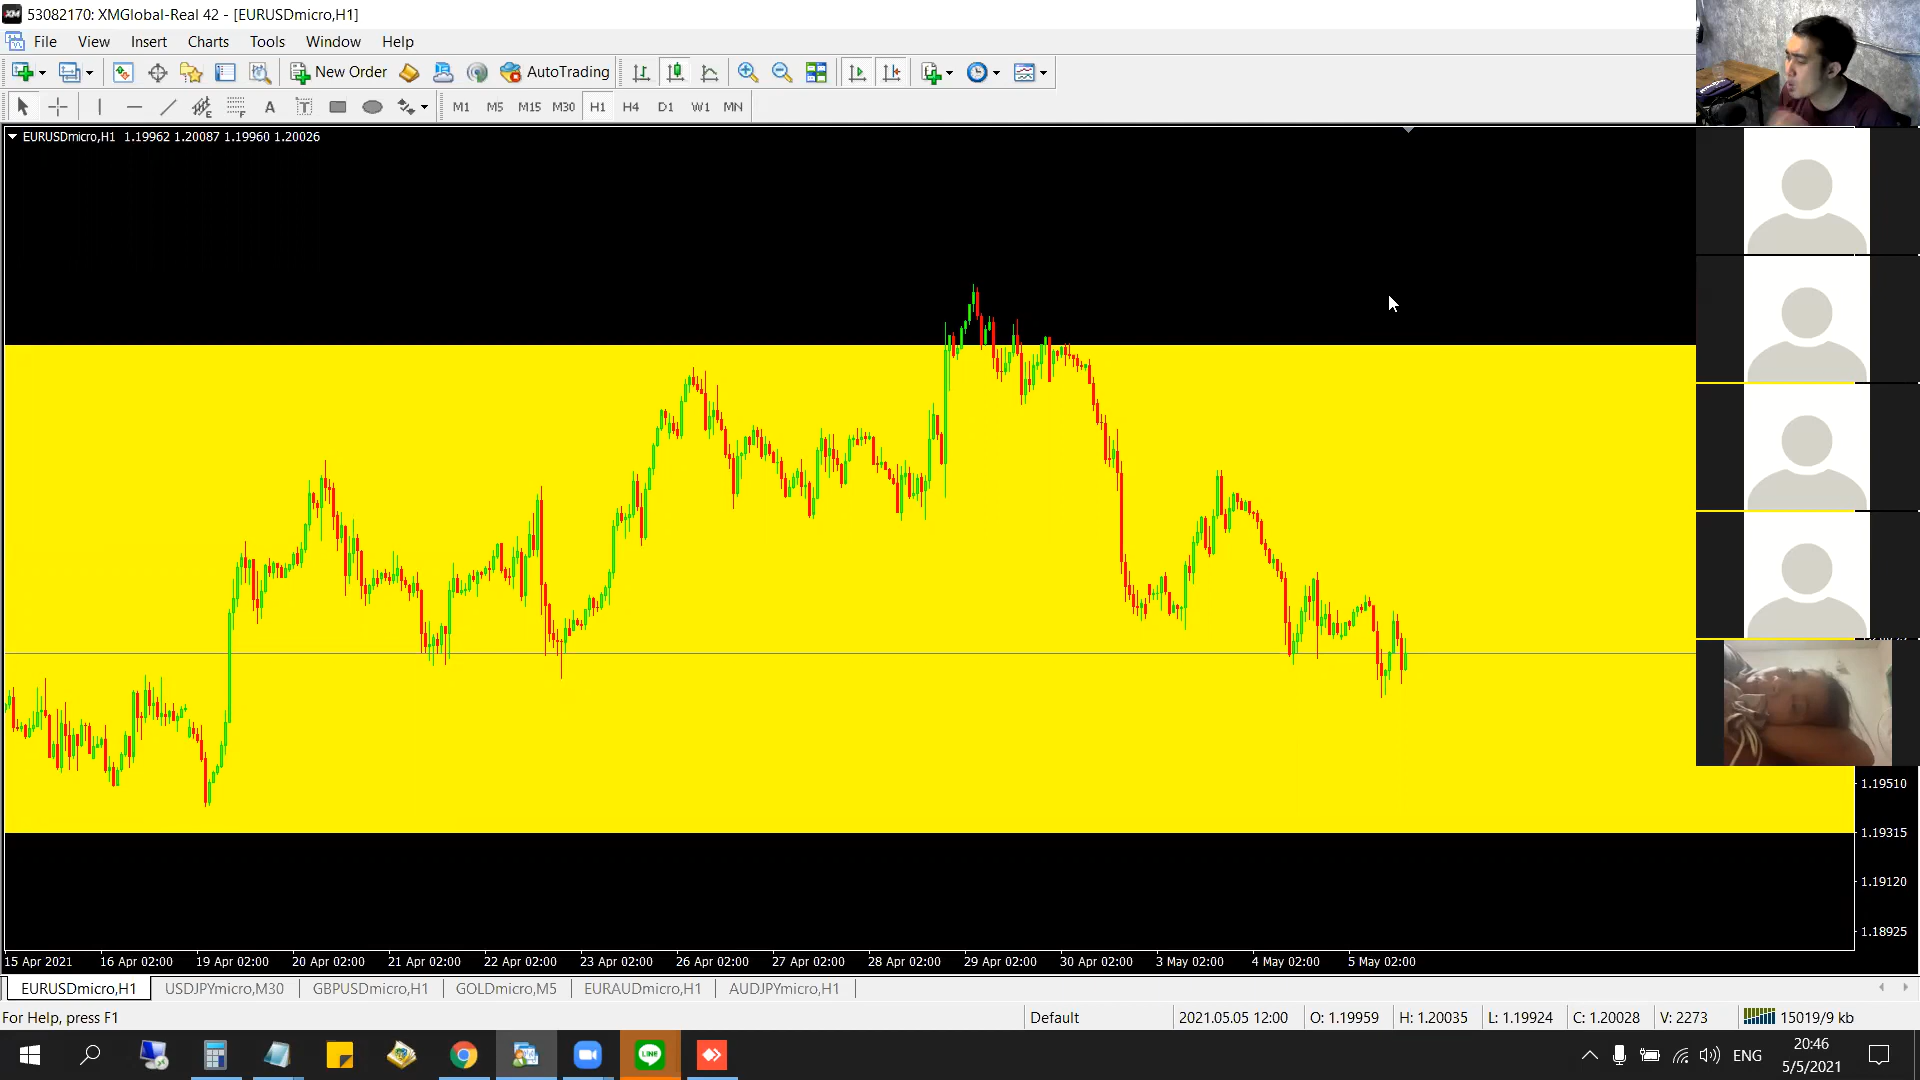 53082170: XMGlobal-Real 42 - [EURUSDmicro,H1]
File View Insert Charts Tools Window Help
New Order AutoTrading
A T M1 M5 M15 M30 H1 H4 D1 W1 MN
EURUSDmicro,H1 1.19962 1.20087 1.19960 1.20026
1.19510
1.19315
1.19120
1.18925
15 Apr 2021 16 Apr 02:00 19 Apr 02:00 20 Apr 02:00 21 Apr 02:00 22 Apr 02:00 23 Apr 02:00 26 Apr 02:00 27 Apr 02:00 28 Apr 02:00 29 Apr 02:00 30 Apr 02:00 3 May 02:00 4 May 02:00 5 May 02:00
EURUSDmicro,H1 USDJPYmicro,M30 GBPUSDmicro,H1 GOLDmicro,M5 EURAUDmicro,H1 AUDJPYmicro,H1
For Help, press F1 Default 2021.05.05 12:00 O: 1.19959 H: 1.20035 L: 1.19924 C: 1.20028 V: 2273 15019/9 kb
LINE ENG 20:46
5/5/2021